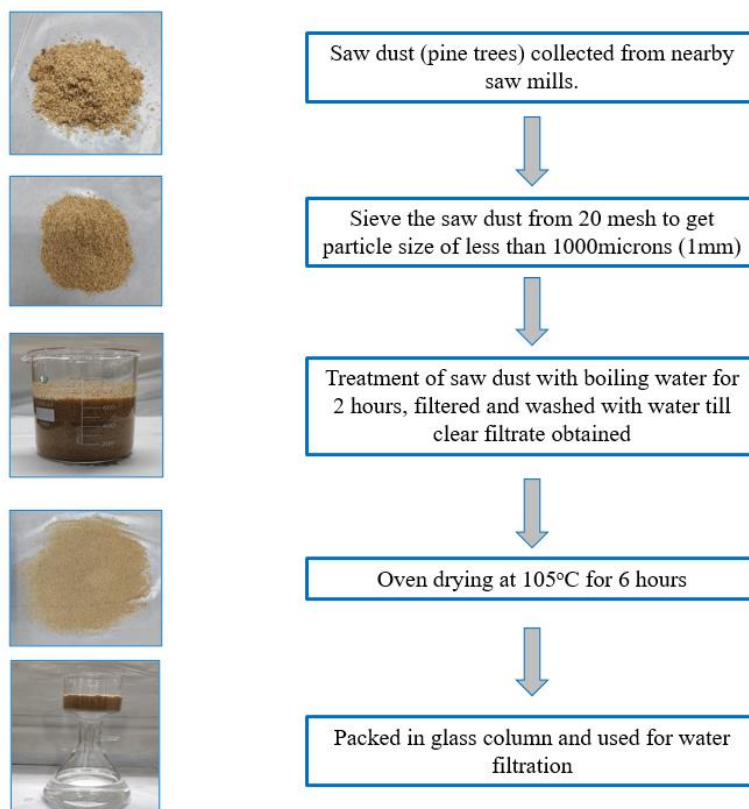 Saw dust (pine trees) collected from nearby
saw mills.
Sieve the saw dust from 20 mesh to get
particle size of less than 1000microns (1mm)
Treatment of saw dust with boiling water for
2 hours, filtered and washed with water till
clear filtrate obtained
Oven drying at 105°C for 6 hours
Packed in glass column and used for water
filtration